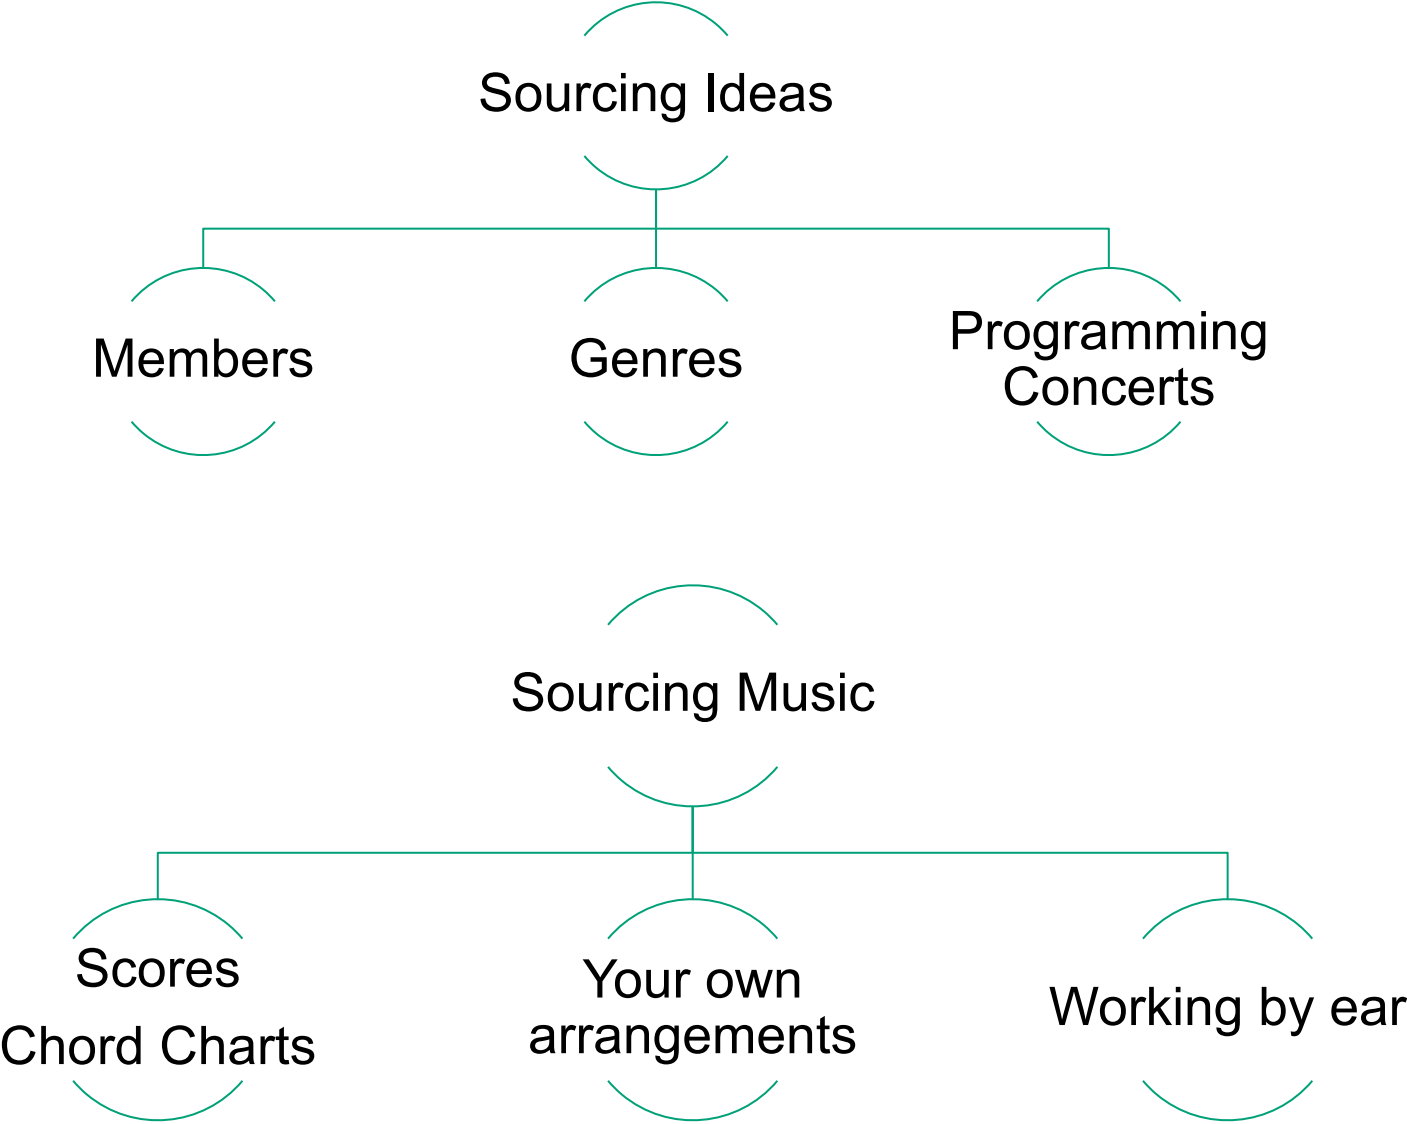 Sourcing Ideas
Members
Genres
Programming
Concerts
Sourcing Music
Scores
Chord Charts
Your own
arrangements
Working by ear